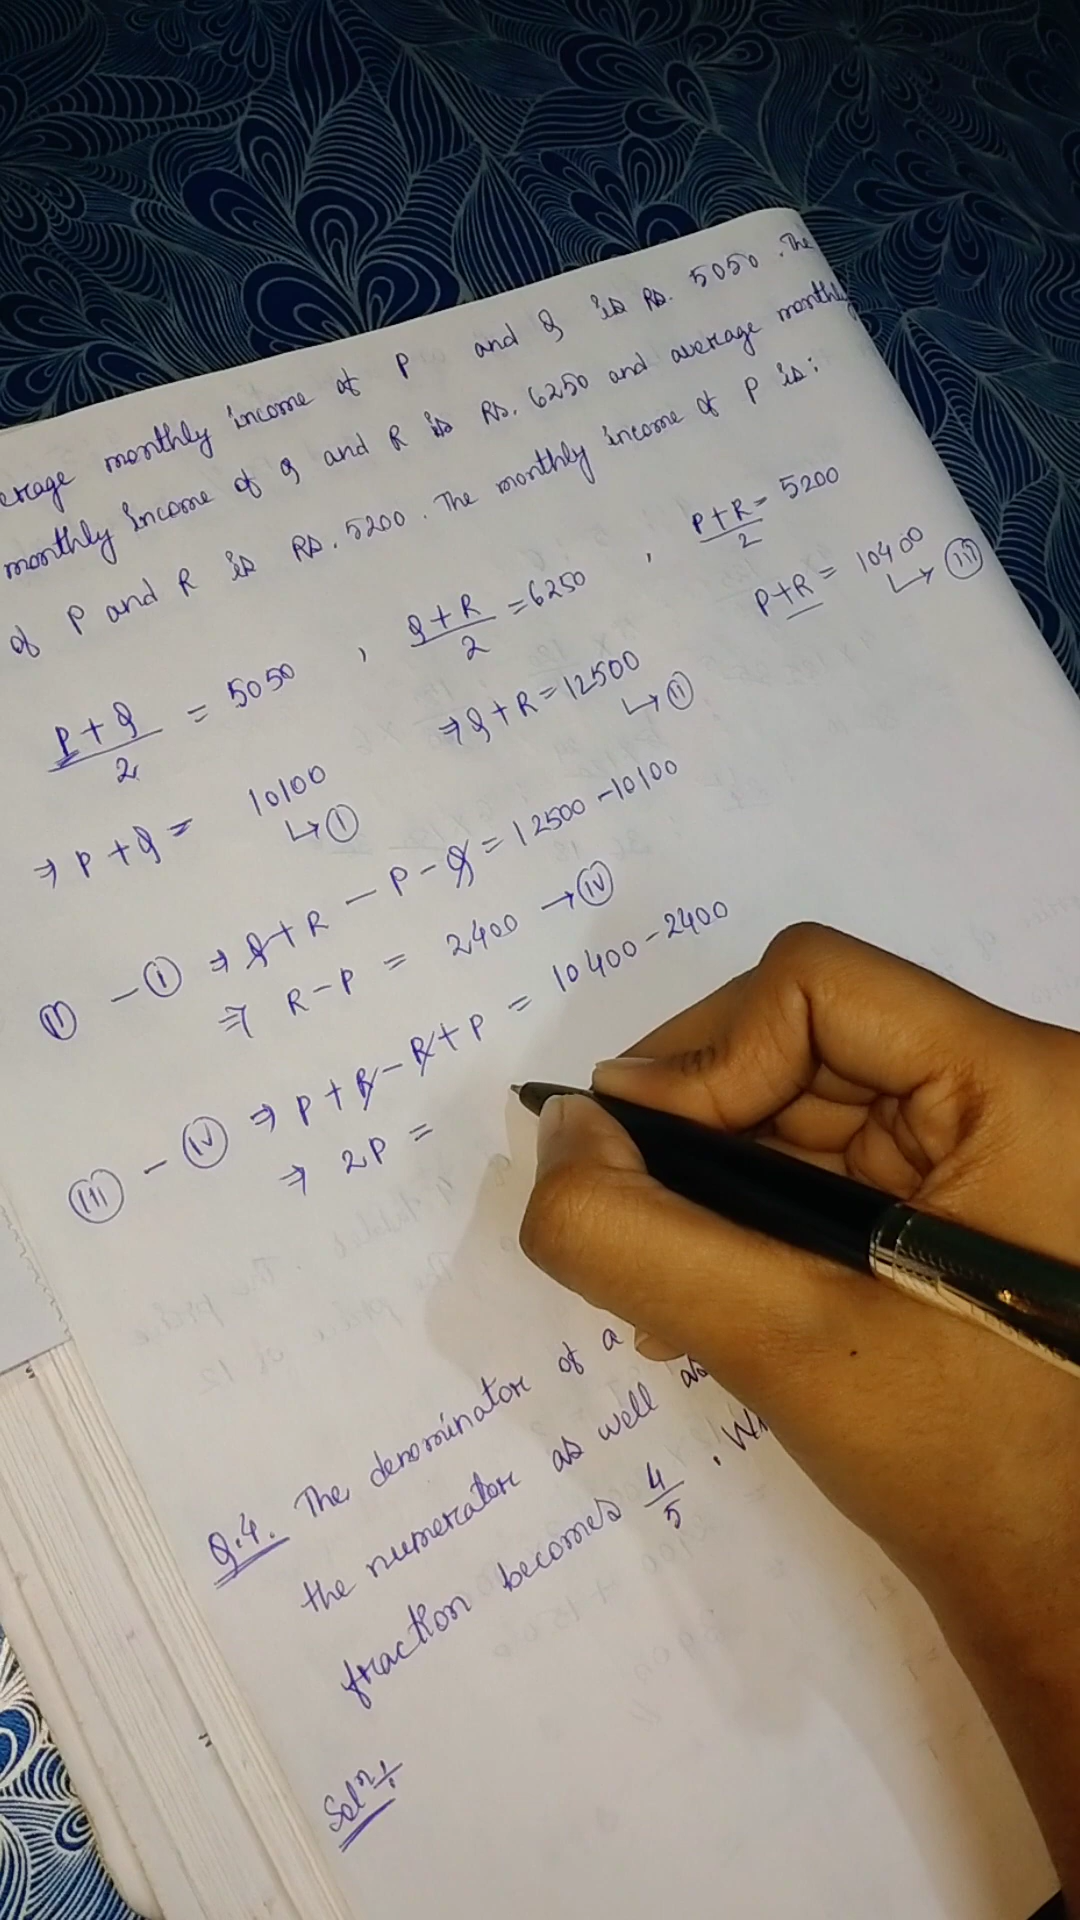 erage monthly income of P and Q is Rs. 5050. The
monthly income of Q and R is Rs. 6250 and average monthly
of P and R is Rs. 5200. The monthly income of P is:
P+Q/2 = 5050 , Q+R/2 = 6250 , P+R/2 = 5200
⇒ P+Q = 10100 ⇒ Q+R = 12500 P+R = 10400
↳ (I) ↳ (II) ↳ (III)
(II) - (I) ⇒ Q+R - P - Q = 12500 - 10100
⇒ R-P = 2400 → (IV)
(III) - (IV) ⇒ P+R-R+P = 10400-2400
⇒ 2P =
Q.4. The denominator of a
the numerator as well as
fraction becomes 4/5 .
Solⁿ: